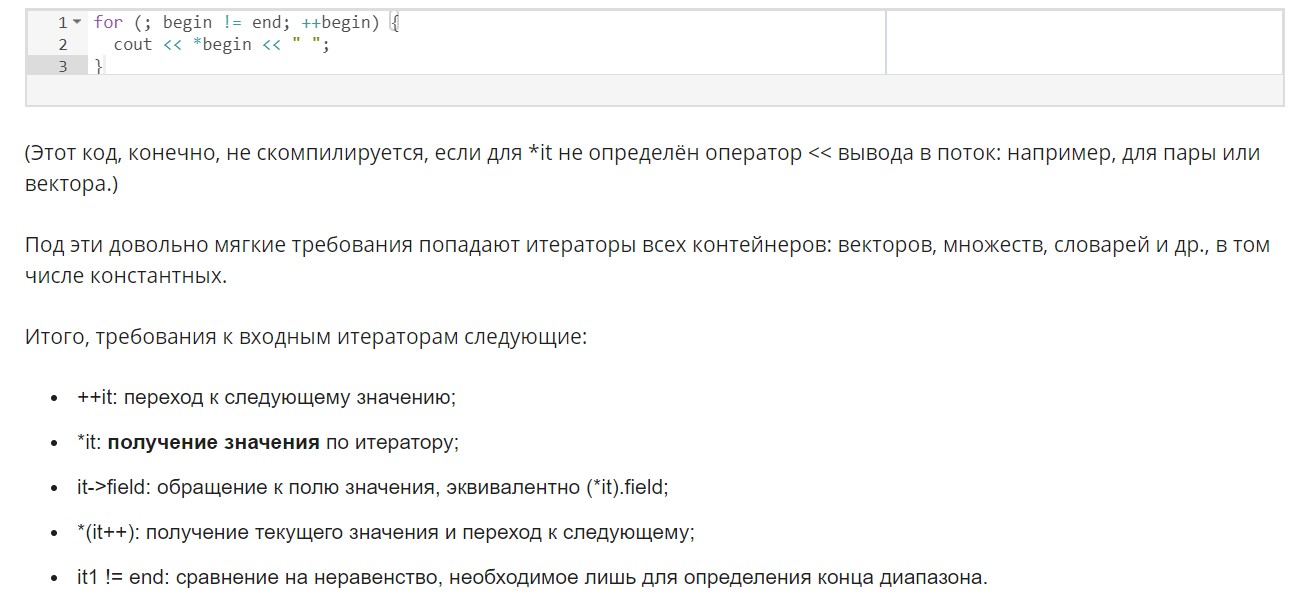 1 for (; begin != end; ++begin) {
2 cout << *begin << " ";
3 }
(Этот код, конечно, не скомпилируется, если для *it не определён оператор << вывода в поток: например, для пары или
вектора.)
Под эти довольно мягкие требования попадают итераторы всех контейнеров: векторов, множеств, словарей и др., в том
числе константных.
Итого, требования к входным итераторам следующие:
• ++it: переход к следующему значению;
• *it: получение значения по итератору;
• it->field: обращение к полю значения, эквивалентно (*it).field;
• *(it++): получение текущего значения и переход к следующему;
• it1 != end: сравнение на неравенство, необходимое лишь для определения конца диапазона.